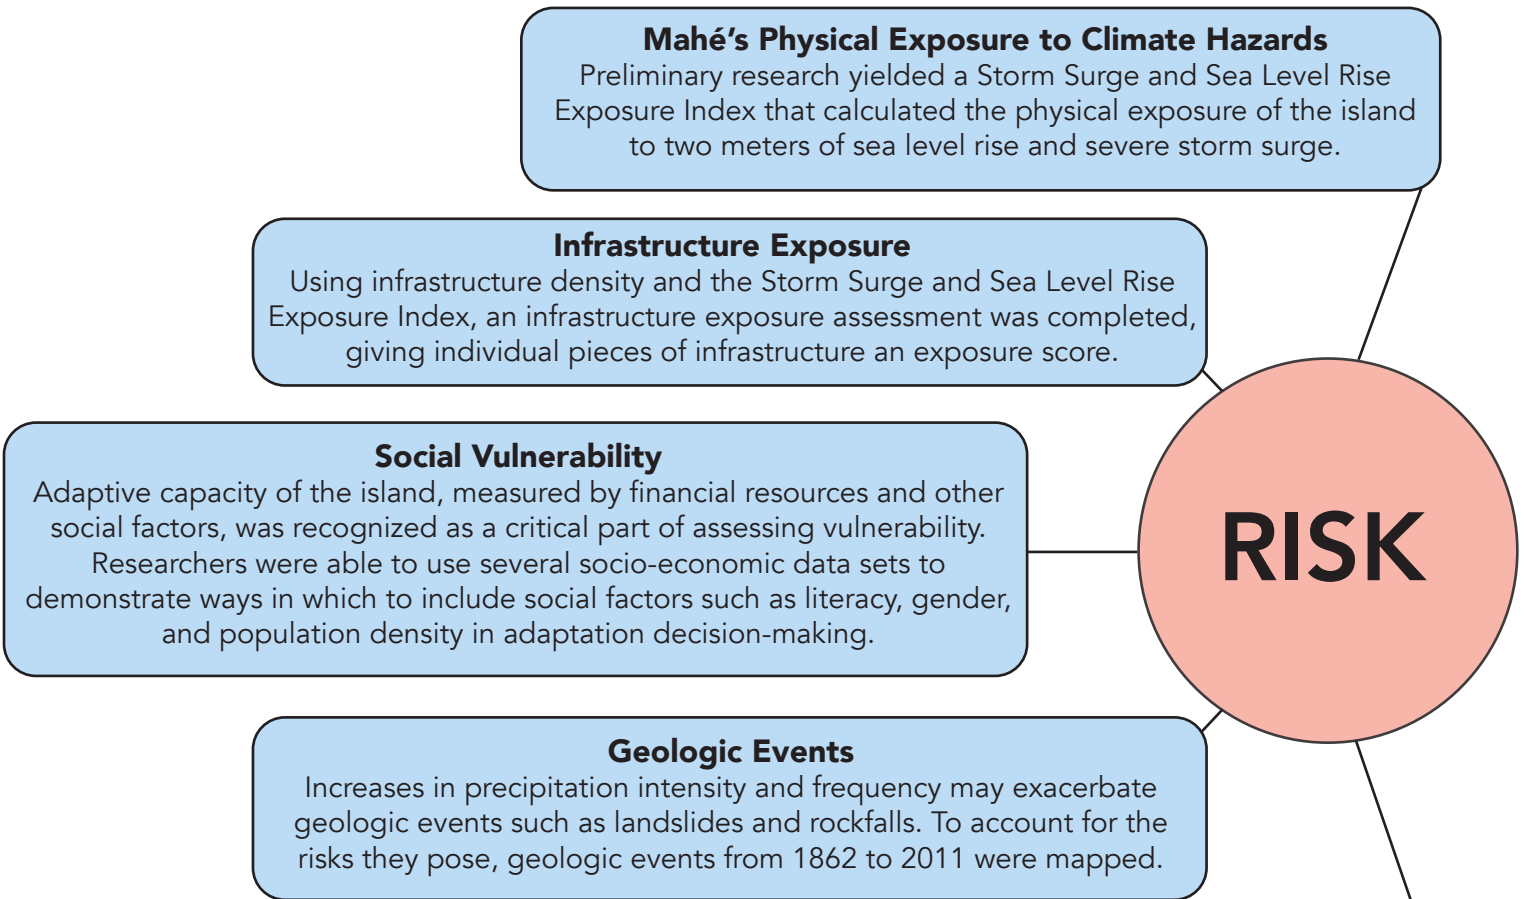 Mahé’s Physical Exposure to Climate Hazards
Preliminary research yielded a Storm Surge and Sea Level Rise
Exposure Index that calculated the physical exposure of the island
to two meters of sea level rise and severe storm surge.
Infrastructure Exposure
Using infrastructure density and the Storm Surge and Sea Level Rise
Exposure Index, an infrastructure exposure assessment was completed,
giving individual pieces of infrastructure an exposure score.
Social Vulnerability
Adaptive capacity of the island, measured by financial resources and other
social factors, was recognized as a critical part of assessing vulnerability.
Researchers were able to use several socio-economic data sets to
demonstrate ways in which to include social factors such as literacy, gender,
and population density in adaptation decision-making.
RISK
Geologic Events
Increases in precipitation intensity and frequency may exacerbate
geologic events such as landslides and rockfalls. To account for the
risks they pose, geologic events from 1862 to 2011 were mapped.